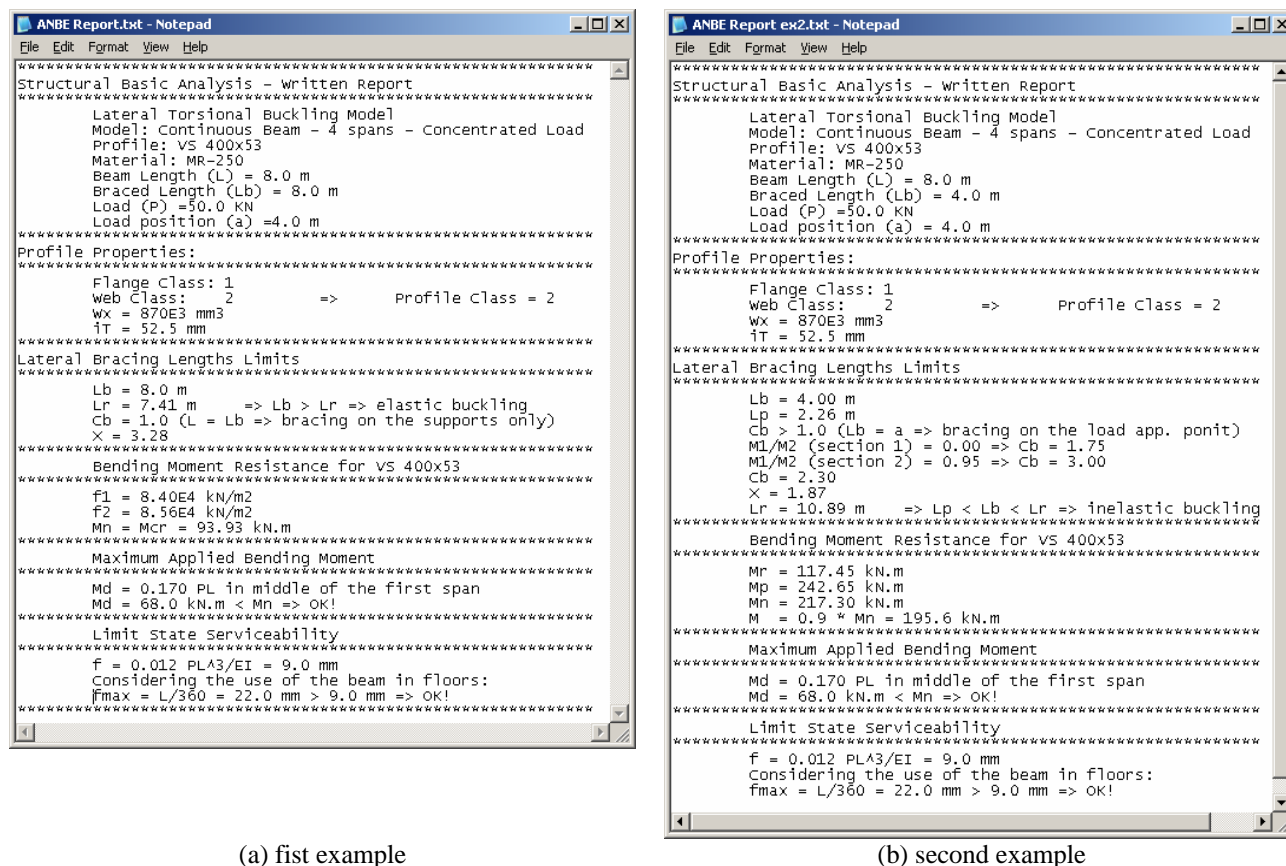 ANBE Report.txt - Notepad
File Edit Format View Help
*************************************************************
Structural Basic Analysis - Written Report
*************************************************************
Lateral Torsional Buckling Model
Model: Continuous Beam - 4 spans - Concentrated Load
Profile: VS 400x53
Material: MR-250
Beam Length (L) = 8.0 m
Braced Length (Lb) = 8.0 m
Load (P) =50.0 KN
Load position (a) =4.0 m
*************************************************************
Profile Properties:
*************************************************************
Flange Class: 1
Web Class: 2 => Profile Class = 2
Wx = 870E3 mm3
iT = 52.5 mm
*************************************************************
Lateral Bracing Lengths Limits
*************************************************************
Lb = 8.0 m
Lr = 7.41 m => Lb > Lr => elastic buckling
Cb = 1.0 (L = Lb => bracing on the supports only)
X = 3.28
*************************************************************
Bending Moment Resistance for VS 400x53
*************************************************************
f1 = 8.40E4 kN/m2
f2 = 8.56E4 kN/m2
Mn = Mcr = 93.93 kN.m
*************************************************************
Maximum Applied Bending Moment
*************************************************************
Md = 0.170 PL in middle of the first span
Md = 68.0 kN.m < Mn => OK!
*************************************************************
Limit State Serviceability
*************************************************************
f = 0.012 PL^3/EI = 9.0 mm
Considering the use of the beam in floors:
fmax = L/360 = 22.0 mm > 9.0 mm => OK!
*************************************************************
(a) fist example
ANBE Report ex2.txt - Notepad
File Edit Format View Help
*************************************************************
Structural Basic Analysis - Written Report
*************************************************************
Lateral Torsional Buckling Model
Model: Continuous Beam - 4 spans - Concentrated Load
Profile: VS 400x53
Material: MR-250
Beam Length (L) = 8.0 m
Braced Length (Lb) = 4.0 m
Load (P) =50.0 KN
Load position (a) = 4.0 m
*************************************************************
Profile Properties:
*************************************************************
Flange Class: 1
Web Class: 2 => Profile Class = 2
Wx = 870E3 mm3
iT = 52.5 mm
*************************************************************
Lateral Bracing Lengths Limits
*************************************************************
Lb = 4.00 m
Lp = 2.26 m
Cb > 1.0 (Lb = a => bracing on the load app. ponit)
M1/M2 (section 1) = 0.00 => Cb = 1.75
M1/M2 (section 2) = 0.95 => Cb = 3.00
Cb = 2.30
X = 1.87
Lr = 10.89 m => Lp < Lb < Lr => inelastic buckling
*************************************************************
Bending Moment Resistance for VS 400x53
*************************************************************
Mr = 117.45 kN.m
Mp = 242.65 kN.m
Mn = 217.30 kN.m
M = 0.9 * Mn = 195.6 kN.m
*************************************************************
Maximum Applied Bending Moment
*************************************************************
Md = 0.170 PL in middle of the first span
Md = 68.0 kN.m < Mn => OK!
*************************************************************
Limit State Serviceability
*************************************************************
f = 0.012 PL^3/EI = 9.0 mm
Considering the use of the beam in floors:
fmax = L/360 = 22.0 mm > 9.0 mm => OK!
(b) second example